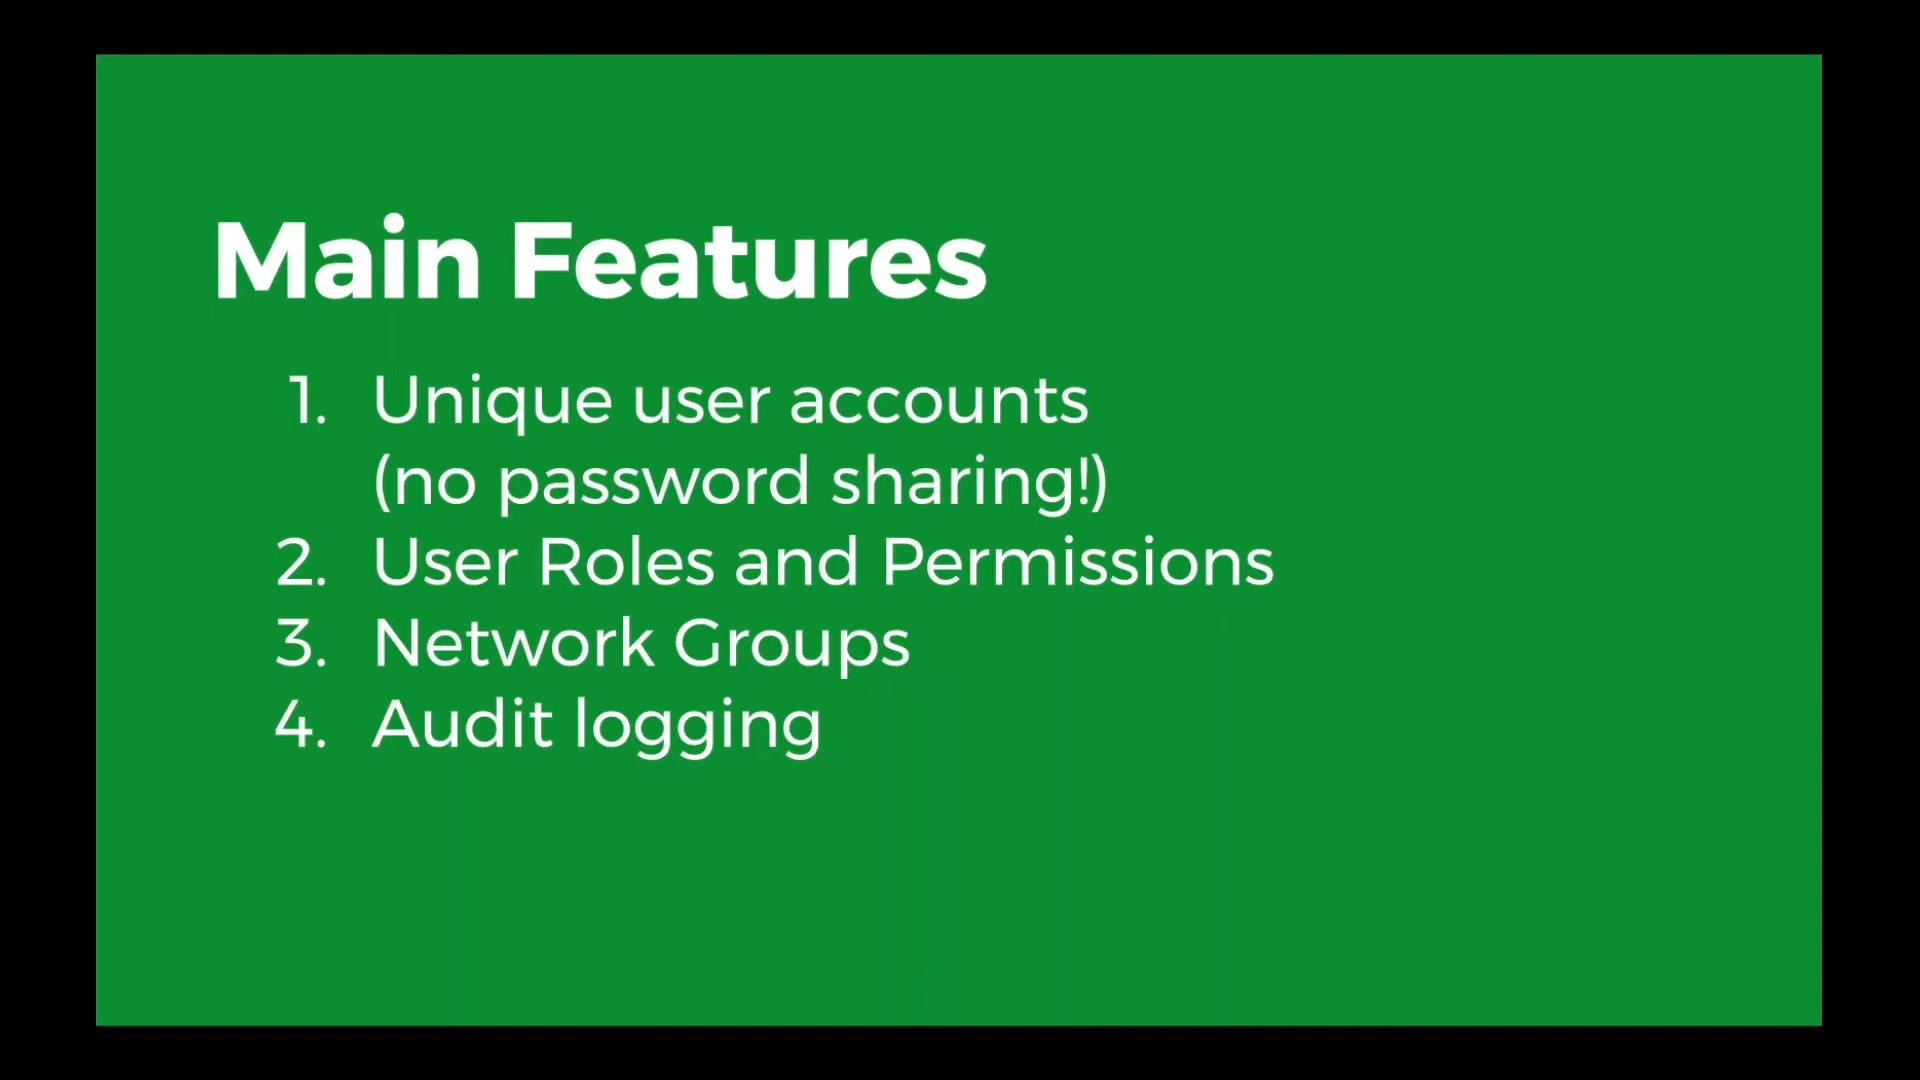 Main Features
1. Unique user accounts
(no password sharing!)
2. User Roles and Permissions
3. Network Groups
4. Audit logging